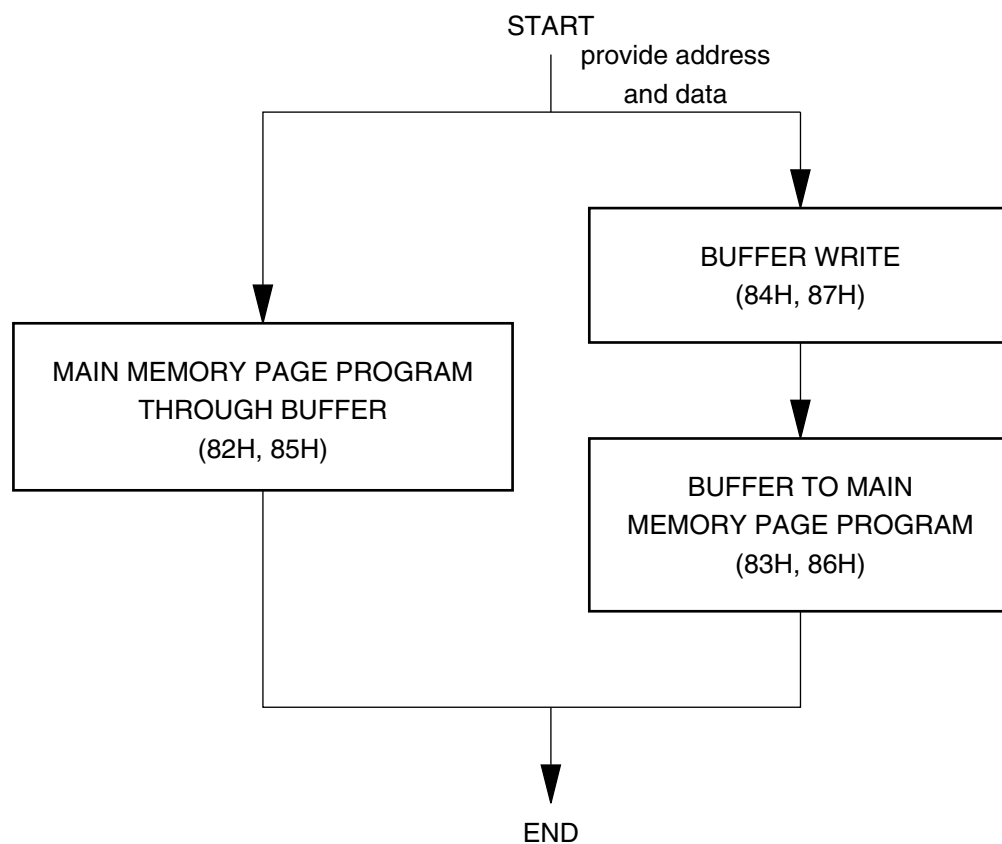 START
provide address
and data
BUFFER WRITE
(84H, 87H)
MAIN MEMORY PAGE PROGRAM
THROUGH BUFFER
(82H, 85H)
BUFFER TO MAIN
MEMORY PAGE PROGRAM
(83H, 86H)
END